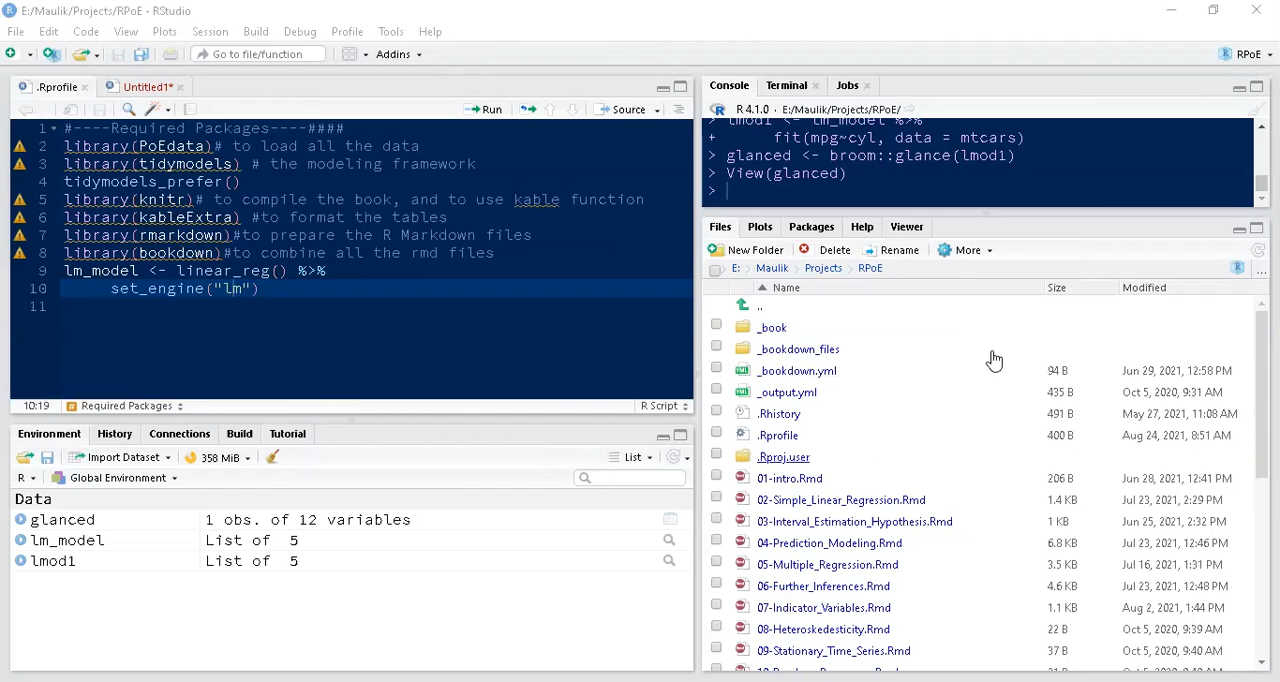 E:/Maulik/Projects/RPoE - RStudio
File Edit Code View Plots Session Build Debug Profile Tools Help
Go to file/function Addins RPoE
.Rprofile Untitled1*
Run Source
1 #----Required Packages----####
2 library(PoEdata)# to load all the data
3 library(tidymodels) # the modeling framework
4 tidymodels_prefer()
5 library(knitr)# to compile the book, and to use kable function
6 library(kableExtra) #to format the tables
7 library(rmarkdown)#to prepare the R Markdown files
8 library(bookdown)#to combine all the rmd files
9 lm_model <- linear_reg() %>%
10 set_engine("lm")
11
10:19 Required Packages R Script
Environment History Connections Build Tutorial
Import Dataset 358 MiB List
R Global Environment
Data
glanced 1 obs. of 12 variables
lm_model List of 5
lmod1 List of 5
Console Terminal Jobs
R 4.1.0 · E:/Maulik/Projects/RPoE/
> lmod1 <- lm_model %>%
+ fit(mpg~cyl, data = mtcars)
> glanced <- broom::glance(lmod1)
> View(glanced)
>
Files Plots Packages Help Viewer
New Folder Delete Rename More
E: Maulik Projects RPoE ...
Name Size Modified
..
_book
_bookdown_files
_bookdown.yml 94 B Jun 29, 2021, 12:58 PM
_output.yml 435 B Oct 5, 2020, 9:31 AM
.Rhistory 491 B May 27, 2021, 11:08 AM
.Rprofile 400 B Aug 24, 2021, 8:51 AM
.Rproj.user
01-intro.Rmd 206 B Jun 28, 2021, 12:41 PM
02-Simple_Linear_Regression.Rmd 1.4 KB Jul 23, 2021, 2:29 PM
03-Interval_Estimation_Hypothesis.Rmd 1 KB Jun 25, 2021, 2:32 PM
04-Prediction_Modeling.Rmd 6.8 KB Jul 23, 2021, 12:46 PM
05-Multiple_Regression.Rmd 3.5 KB Jul 16, 2021, 1:31 PM
06-Further_Inferences.Rmd 4.6 KB Jul 23, 2021, 12:48 PM
07-Indicator_Variables.Rmd 1.1 KB Aug 2, 2021, 1:44 PM
08-Heteroskedesticity.Rmd 22 B Oct 5, 2020, 9:39 AM
09-Stationary_Time_Series.Rmd 37 B Oct 5, 2020, 9:40 AM